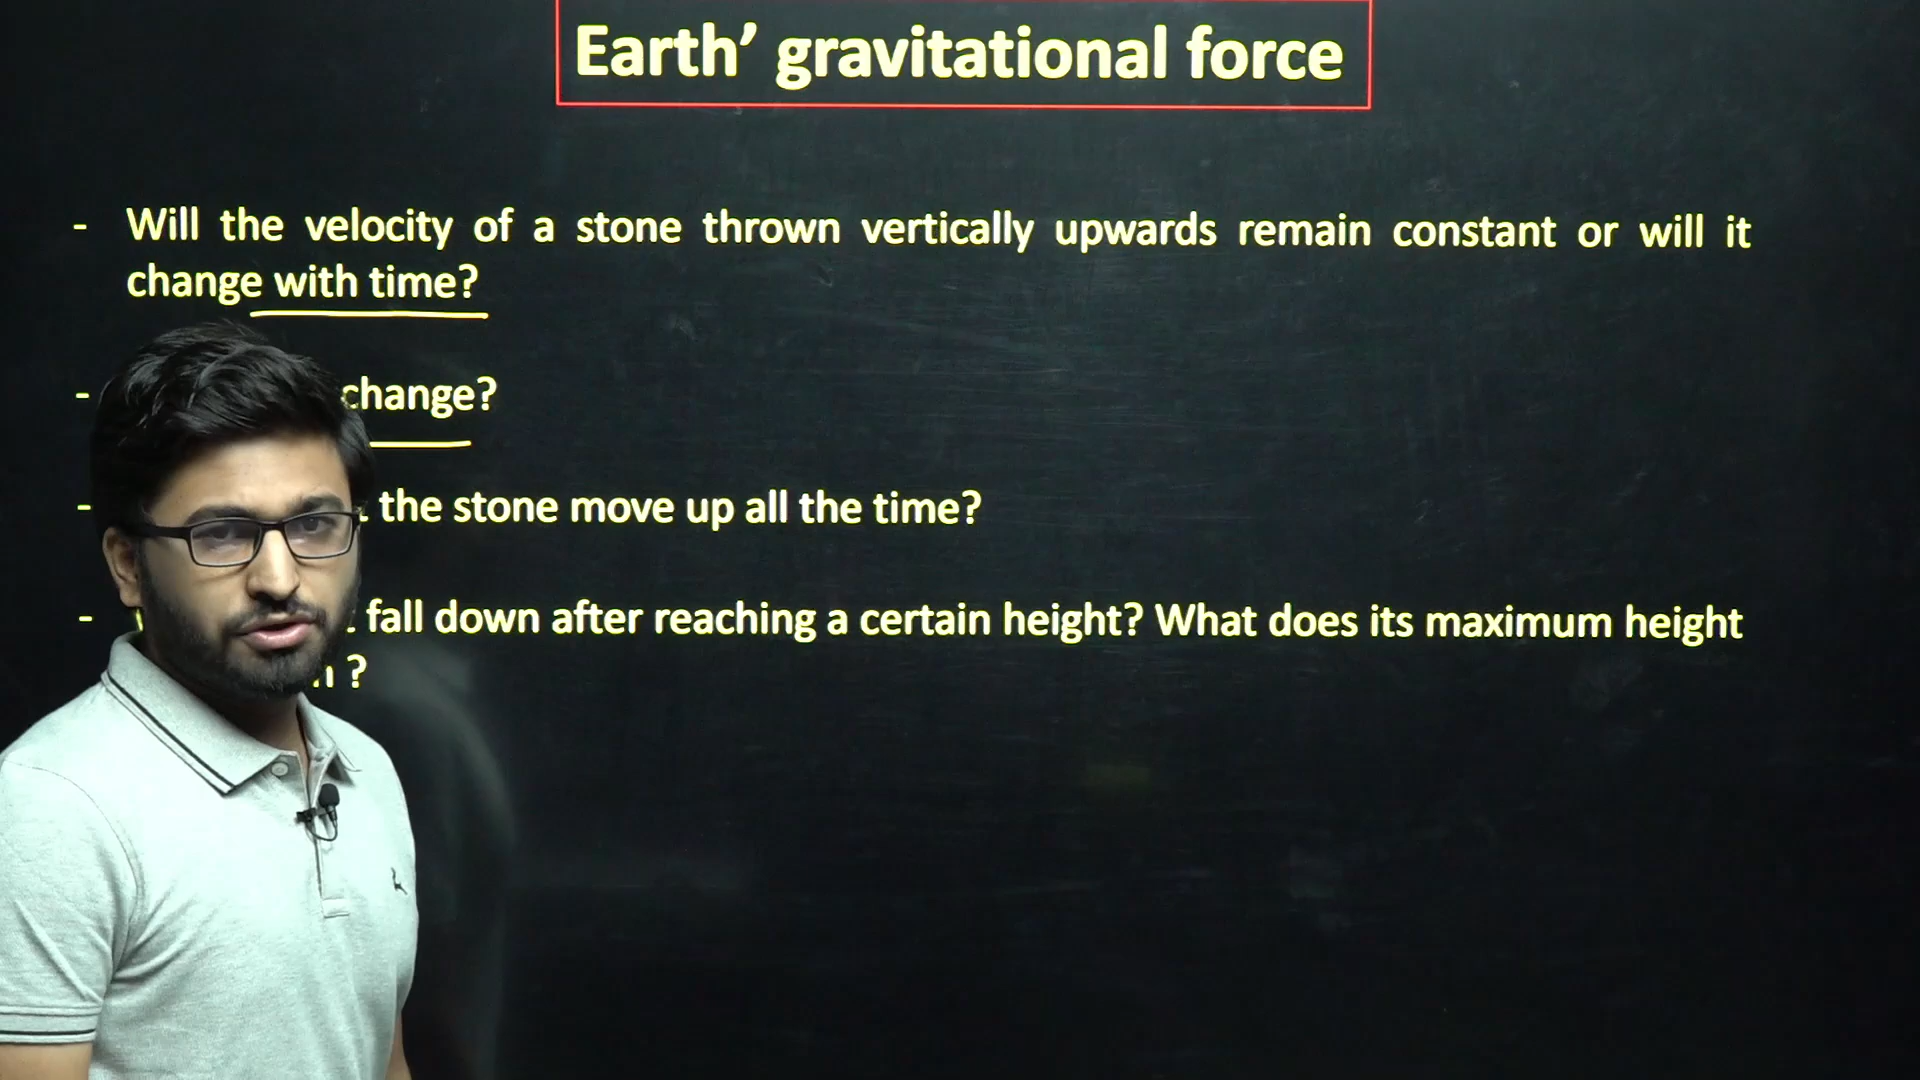 Earth’ gravitational force
- Will the velocity of a stone thrown vertically upwards remain constant or will it
change with time?
- change?
- the stone move up all the time?
- fall down after reaching a certain height? What does its maximum height
?